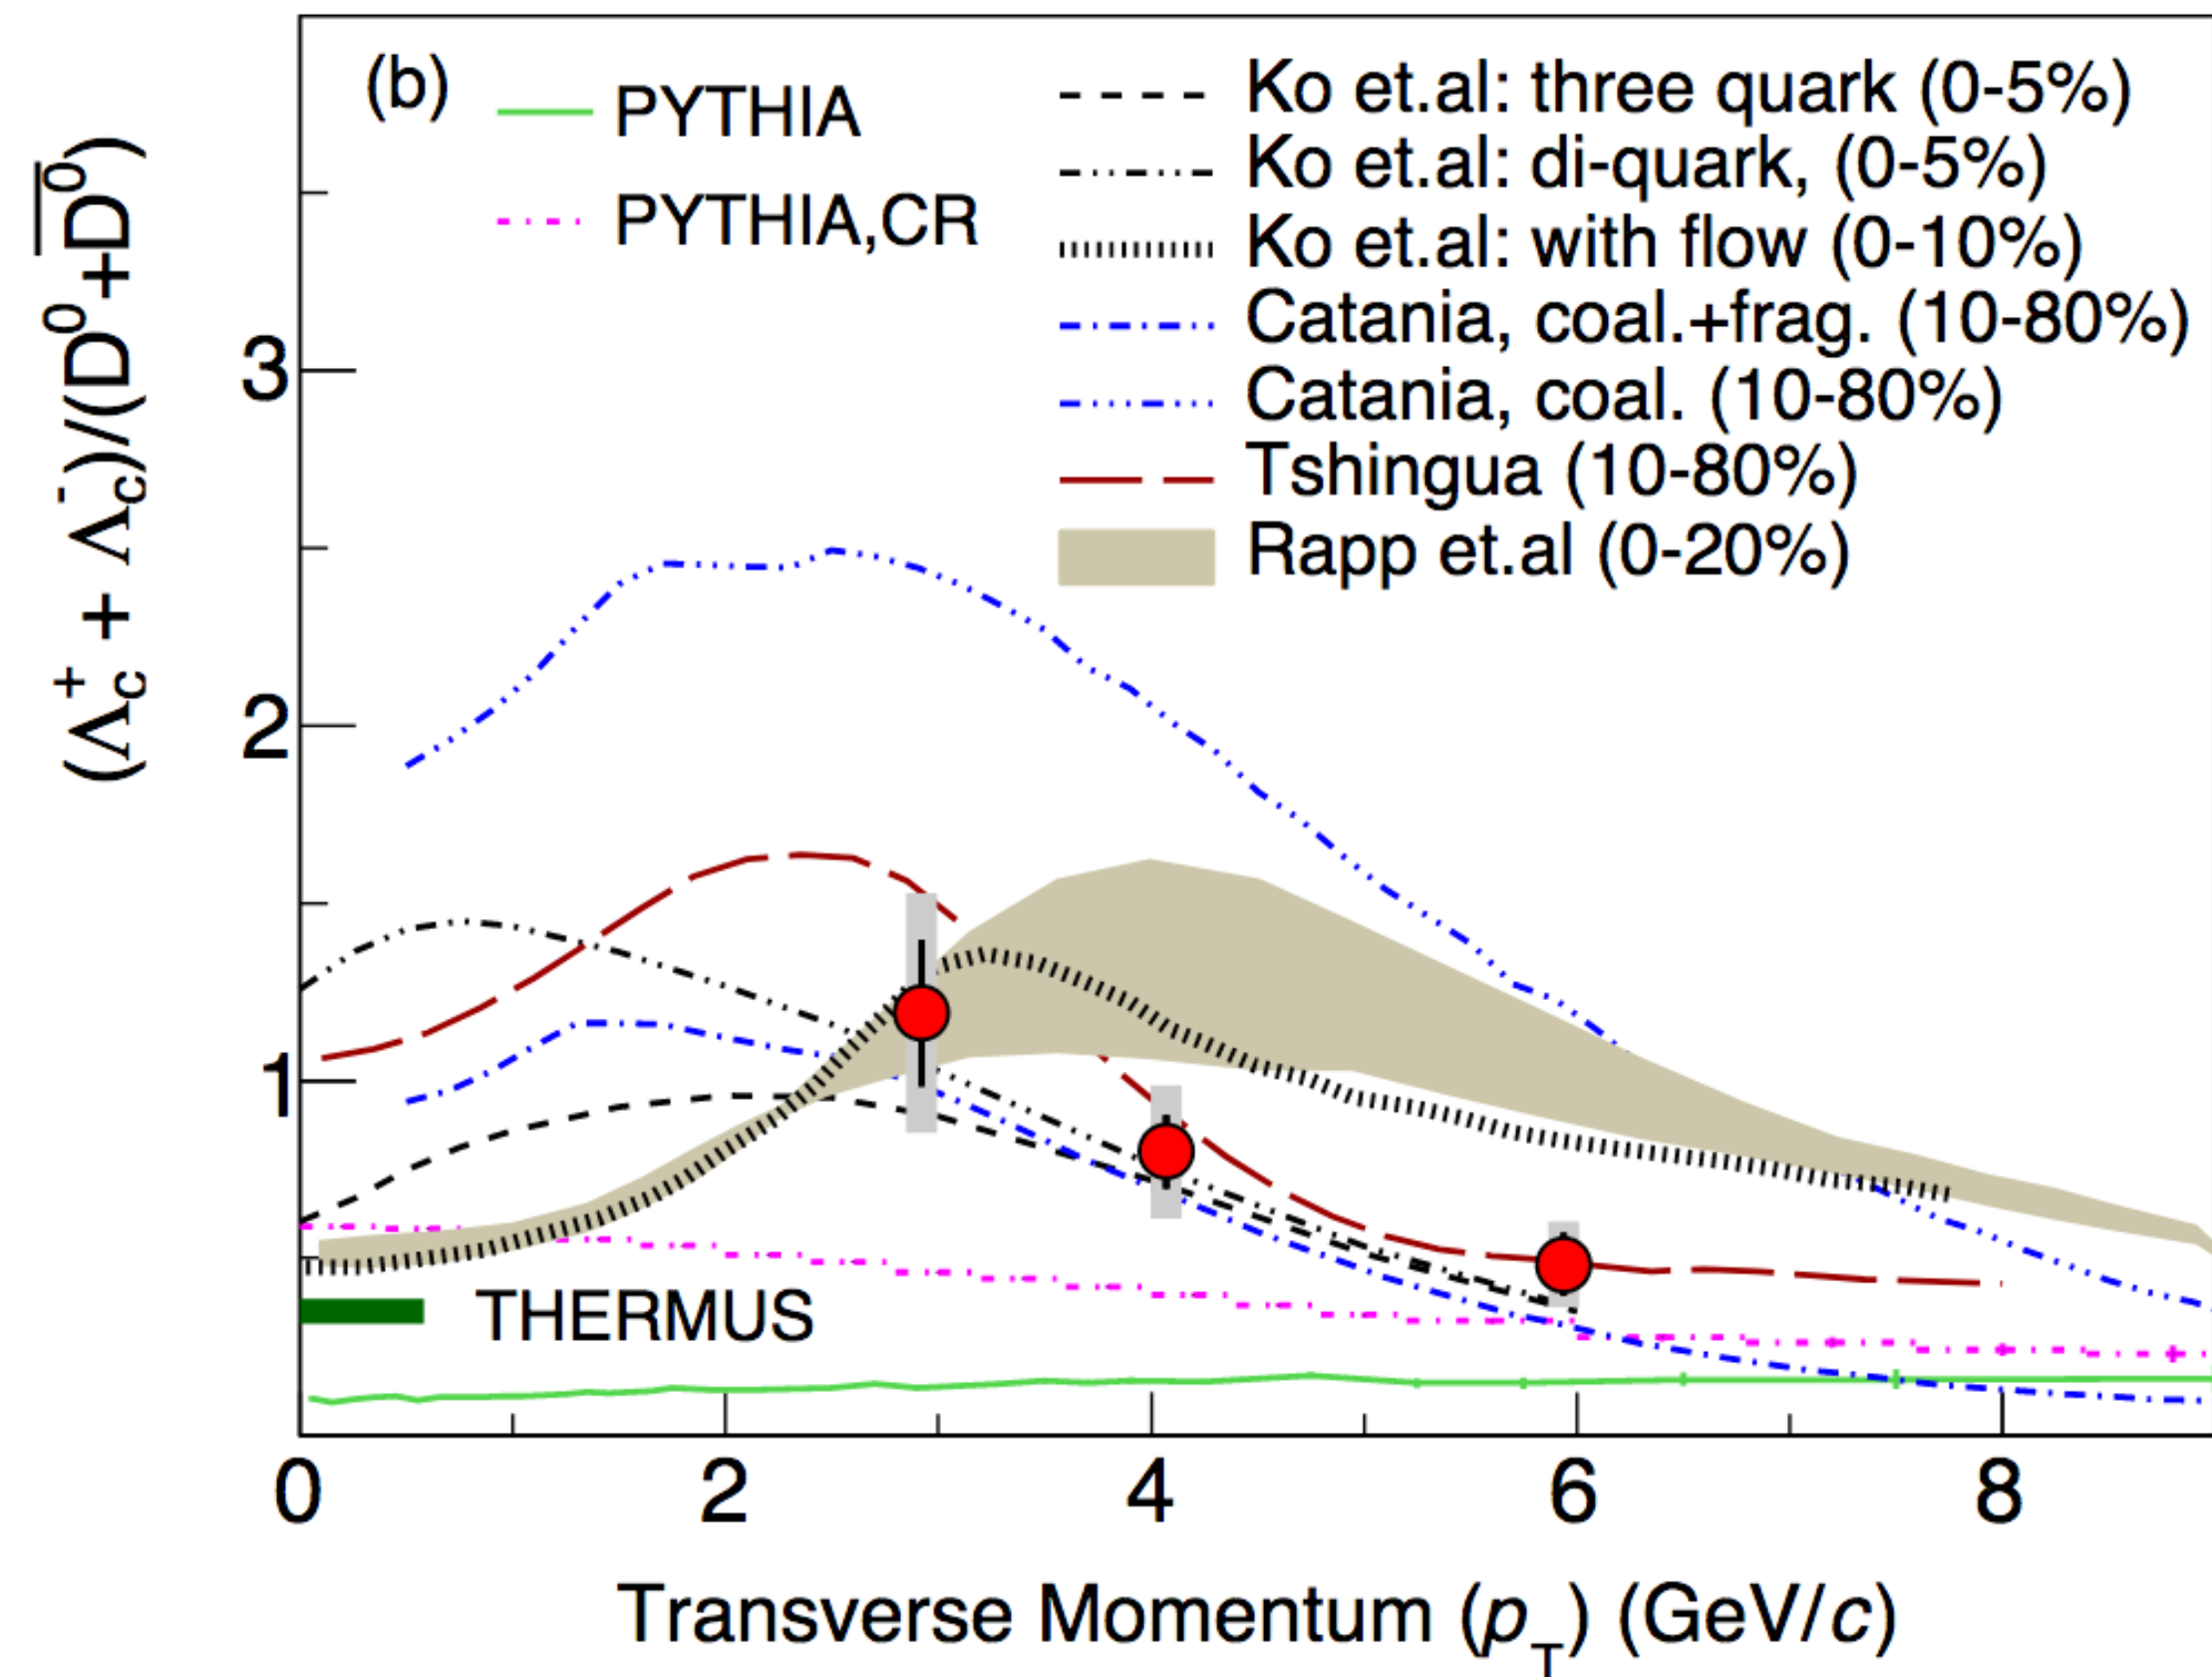 (b)
PYTHIA
PYTHIA,CR
Ko et.al: three quark (0-5%)
Ko et.al: di-quark, (0-5%)
Ko et.al: with flow (0-10%)
Catania, coal.+frag. (10-80%)
Catania, coal. (10-80%)
Tshingua (10-80%)
Rapp et.al (0-20%)
(Λc+ + Λc-)/(D0+D̅0)
3
2
1
THERMUS
0 2 4 6 8
Transverse Momentum (pT) (GeV/c)